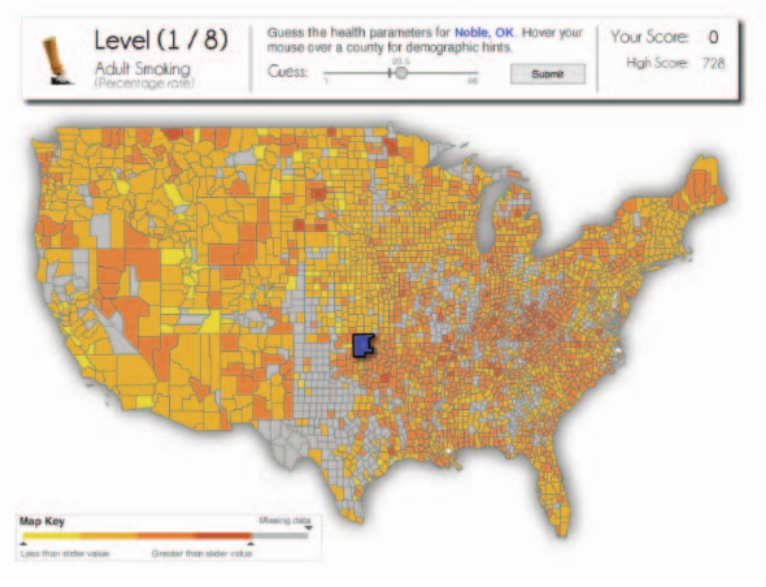 Level (1 / 8)
Adult Smoking
(Percentage rate)
Guess the health parameters for Noble, OK. Hover your
mouse over a county for demographic hints.
Guess:
20.5
1
Submit
Your Score: 0
High Score: 728
Map Key
Missing data
Less than slider value
Greater than slider value